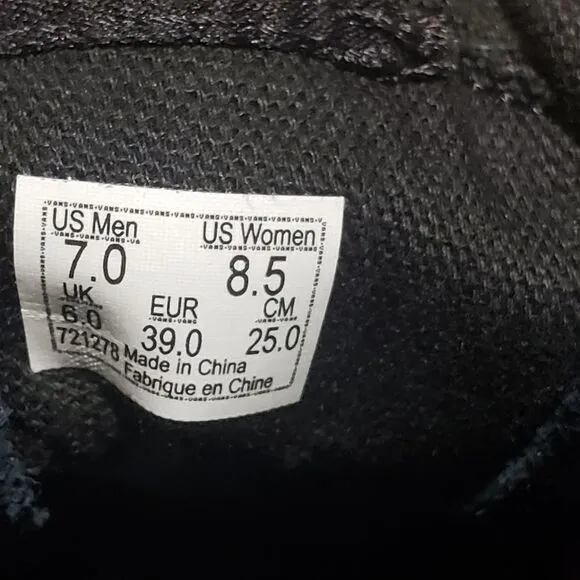 US Men US Women
7.0 8.5
UK EUR CM
6.0 39.0 25.0
721278 Made in China
Fabrique en Chine